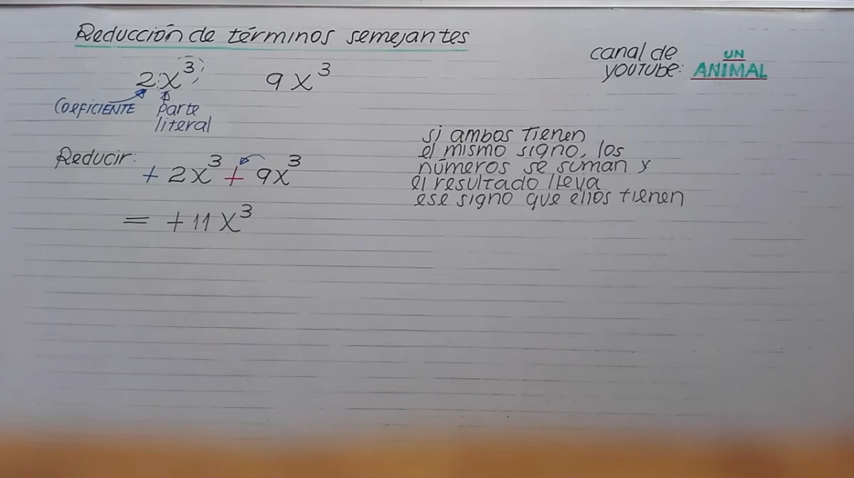 Reducción de términos semejantes
canal de
youtube: UN ANIMAL
2x³ 9x³
COEFICIENTE parte
literal
Reducir:
+2x³ + 9x³
= +11x³
si ambos tienen
el mismo signo, los
números se suman y
el resultado lleva
ese signo que ellos tienen